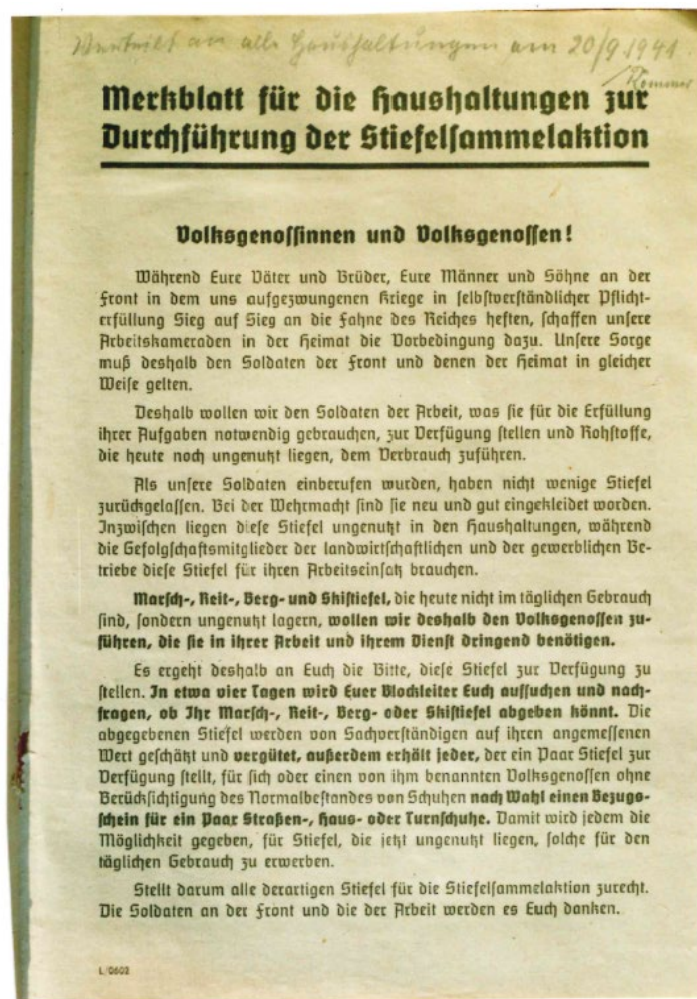 Verteilt an alle Haushaltungen am 20/9.1941
Merkblatt für die Haushaltungen zur
Durchführung der Stiefelsammelaktion
Volksgenossinnen und Volksgenossen!
Während Eure Väter und Brüder, Eure Männer und Söhne an der
Front in dem uns aufgezwungenen Kriege in selbstverständlicher Pflicht-
erfüllung Sieg auf Sieg an die Fahne des Reiches heften, schaffen unsere
Arbeitskameraden in der Heimat die Vorbedingung dazu. Unsere Sorge
muß deshalb den Soldaten der Front und denen der Heimat in gleicher
Weise gelten.
Deshalb wollen wir den Soldaten der Arbeit, was sie für die Erfüllung
ihrer Aufgaben notwendig gebrauchen, zur Verfügung stellen und Rohstoffe,
die heute noch ungenutzt liegen, dem Verbrauch zuführen.
Als unsere Soldaten einberufen wurden, haben nicht wenige Stiefel
zurückgelassen. Bei der Wehrmacht sind sie neu und gut eingekleidet worden.
Inzwischen liegen diese Stiefel ungenutzt in den Haushaltungen, während
die Gefolgschaftsmitglieder der landwirtschaftlichen und der gewerblichen Be-
triebe diese Stiefel für ihren Arbeitseinsatz brauchen.
Marsch-, Reit-, Berg- und Skistiefel, die heute nicht im täglichen Gebrauch
sind, sondern ungenutzt lagern, wollen wir deshalb den Volksgenossen zu-
führen, die sie in ihrer Arbeit und ihrem Dienst dringend benötigen.
Es ergeht deshalb an Euch die Bitte, diese Stiefel zur Verfügung zu
stellen. In etwa vier Tagen wird Euer Blockleiter Euch aufsuchen und nach-
fragen, ob Ihr Marsch-, Reit-, Berg- oder Skistiefel abgeben könnt. Die
abgegebenen Stiefel werden von Sachverständigen auf ihren angemessenen
Wert geschätzt und vergütet, außerdem erhält jeder, der ein Paar Stiefel zur
Verfügung stellt, für sich oder einen von ihm benannten Volksgenossen ohne
Berücksichtigung des Normalbestandes von Schuhen nach Wahl einen Bezugs-
schein für ein Paar Straßen-, Haus- oder Turnschuhe. Damit wird jedem die
Möglichkeit gegeben, für Stiefel, die jetzt ungenutzt liegen, solche für den
täglichen Gebrauch zu erwerben.
Stellt darum alle derartigen Stiefel für die Stiefelsammelaktion zurecht.
Die Soldaten an der Front und die der Arbeit werden es Euch danken.
L/0602